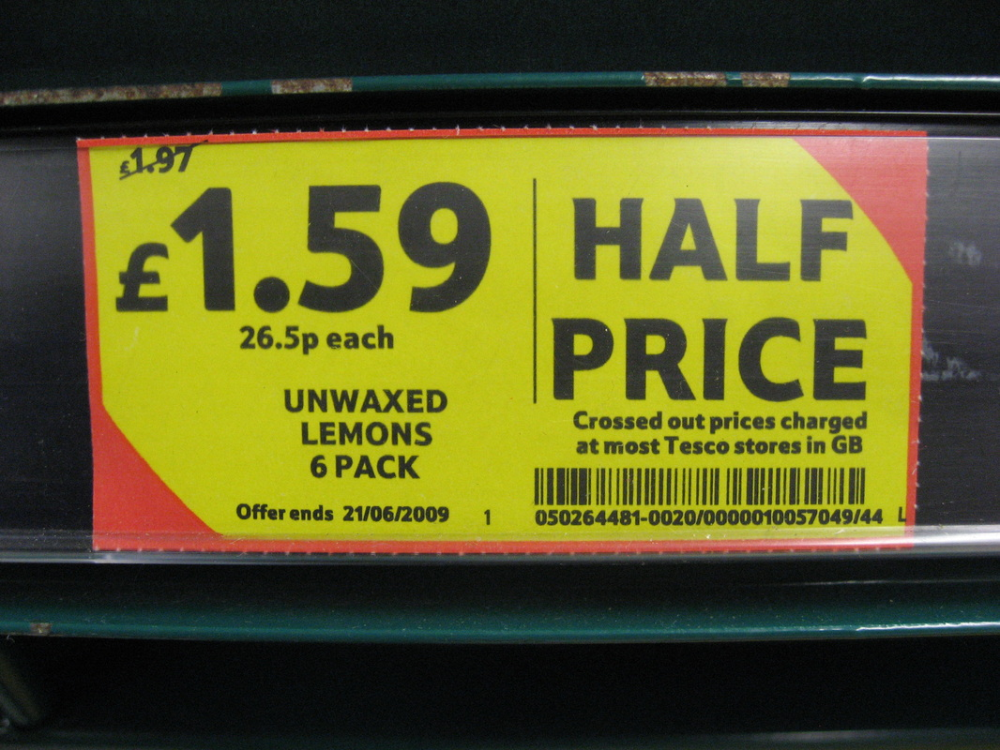 £1.97
£1.59
26.5p each
UNWAXED
LEMONS
6 PACK
Offer ends 21/06/2009 1
HALF
PRICE
Crossed out prices charged
at most Tesco stores in GB
050264481-0020/0000010057049/44 L